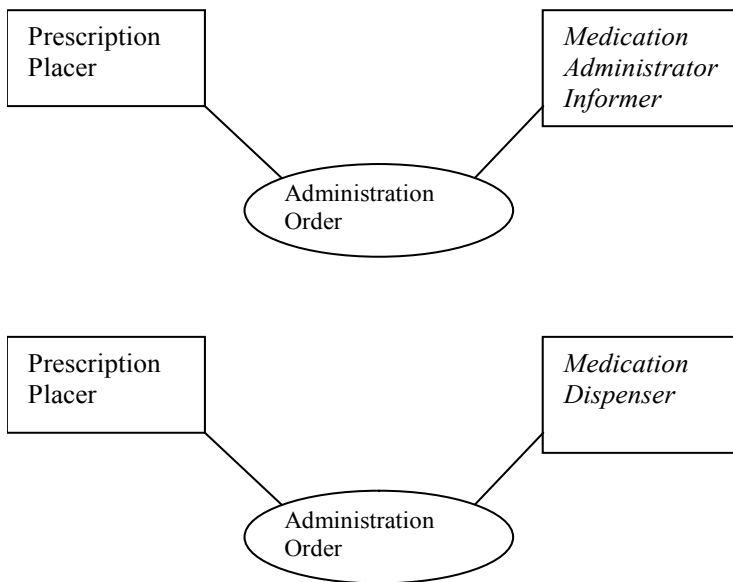 Prescription
Placer
Medication
Administrator
Informer
Administration
Order
Prescription
Placer
Medication
Dispenser
Administration
Order